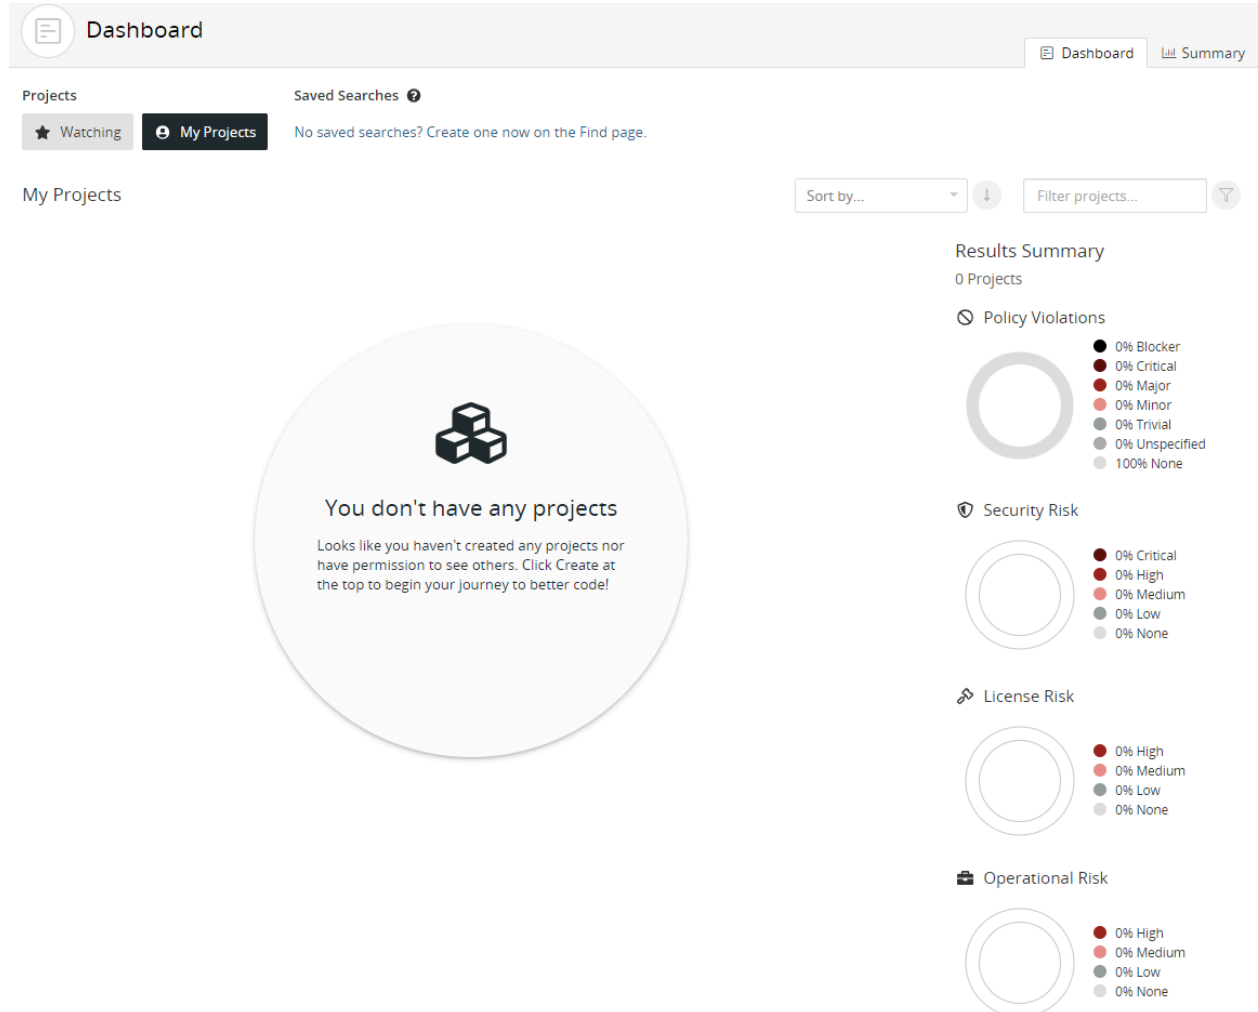 Dashboard
Dashboard
Summary
Projects
Saved Searches
Watching
My Projects
No saved searches? Create one now on the Find page.
My Projects
Sort by...
Filter projects...
Results Summary
0 Projects
Policy Violations
0% Blocker
0% Critical
0% Major
0% Minor
0% Trivial
0% Unspecified
100% None
You don't have any projects
Looks like you haven't created any projects nor
have permission to see others. Click Create at
the top to begin your journey to better code!
Security Risk
0% Critical
0% High
0% Medium
0% Low
0% None
License Risk
0% High
0% Medium
0% Low
0% None
Operational Risk
0% High
0% Medium
0% Low
0% None